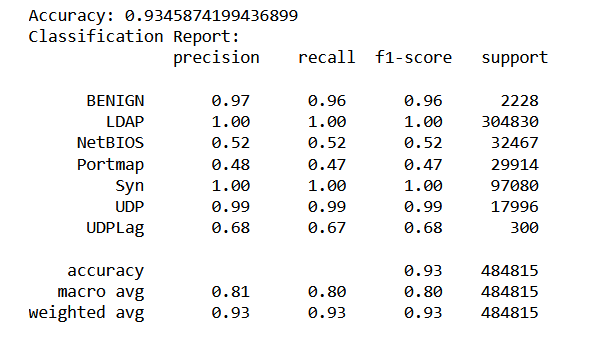 Accuracy: 0.9345874199436899
Classification Report:
precision recall f1-score support
BENIGN 0.97 0.96 0.96 2228
LDAP 1.00 1.00 1.00 304830
NetBIOS 0.52 0.52 0.52 32467
Portmap 0.48 0.47 0.47 29914
Syn 1.00 1.00 1.00 97080
UDP 0.99 0.99 0.99 17996
UDPLag 0.68 0.67 0.68 300
accuracy 0.93 484815
macro avg 0.81 0.80 0.80 484815
weighted avg 0.93 0.93 0.93 484815